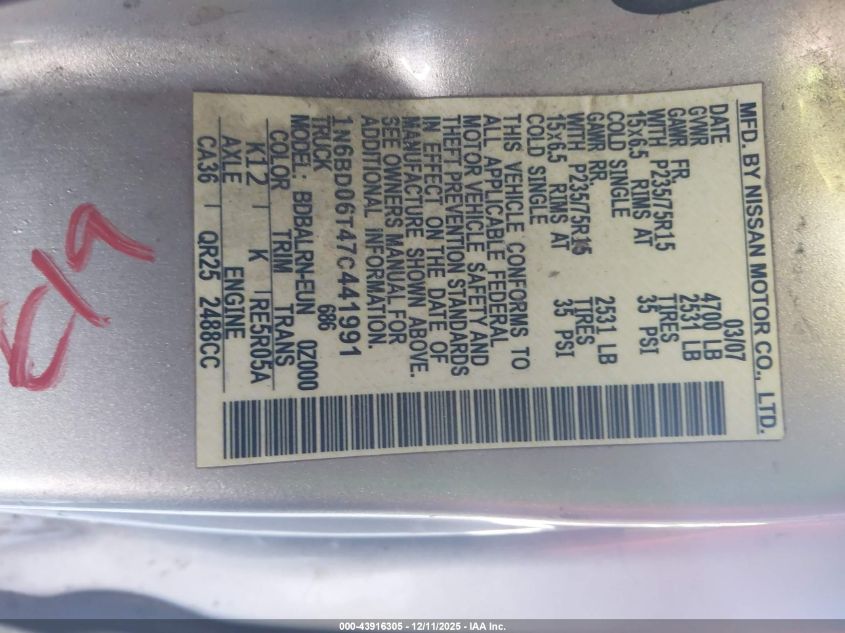 MFD. BY NISSAN MOTOR CO., LTD.
DATE 03/07
GVWR 4700 LB
GAWR FR. 2531 LB
WITH P235/75R15 TIRES
15x6.5 RIMS AT 35 PSI
COLD SINGLE
GAWR RR. 2531 LB
WITH P235/75R15 TIRES
15x6.5 RIMS AT 35 PSI
COLD SINGLE
THIS VEHICLE CONFORMS TO
ALL APPLICABLE FEDERAL
MOTOR VEHICLE SAFETY AND
THEFT PREVENTION STANDARDS
IN EFFECT ON THE DATE OF
MANUFACTURE SHOWN ABOVE.
SEE OWNERS MANUAL FOR
ADDITIONAL INFORMATION.
1N6BD06T47C441991
TRUCK 696
MODEL: BDBALRN-EUN 0Z000
COLOR TRIM TRANS
K12 | K | RE5R05A
AXLE ENGINE
CA36 | QR25 2488CC
E19
000-43916305 - 12/11/2025 - IAA Inc.